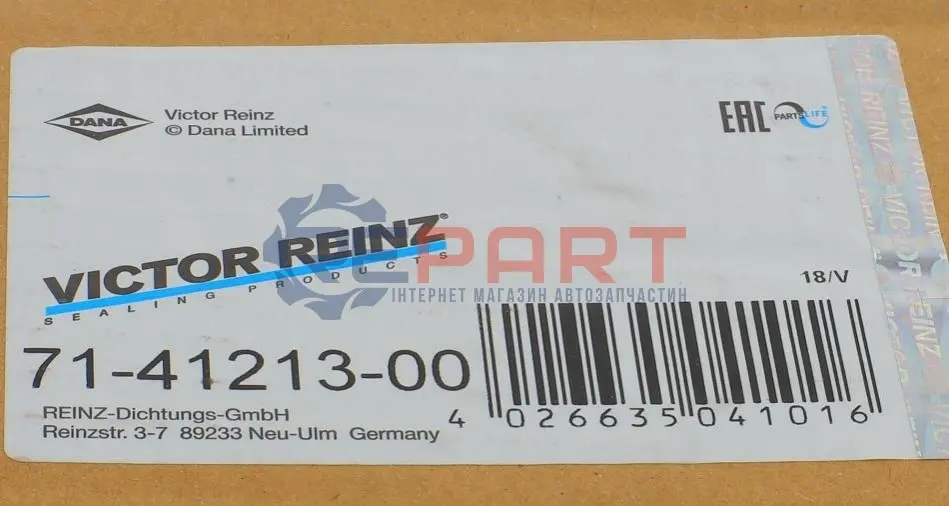 DANA
Victor Reinz
© Dana Limited
EAC PARTSLIFE
VICTOR REINZ®
SEALING PRODUCTS
EPART
ІНТЕРНЕТ МАГАЗИН АВТОЗАПЧАСТИН
18/V
71-41213-00
REINZ-Dichtungs-GmbH
Reinzstr. 3-7 89233 Neu-Ulm Germany
4 026635 041016